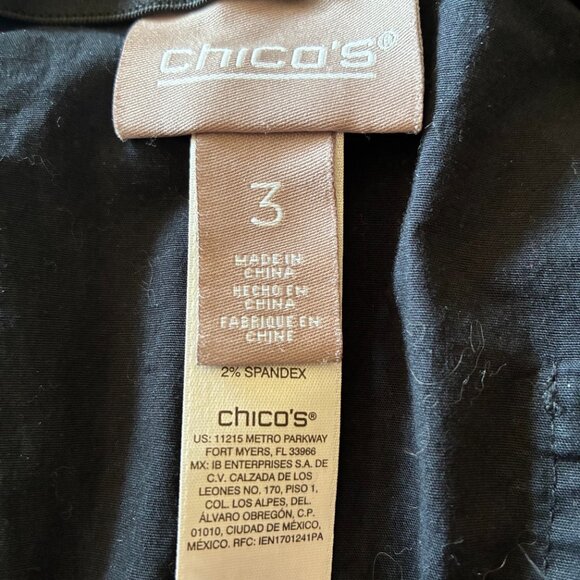 chico's®
3
MADE IN
CHINA
HECHO EN
CHINA
FABRIQUE EN
CHINE
2% SPANDEX
chico's®
US: 11215 METRO PARKWAY
FORT MYERS, FL 33966
MX: IB ENTERPRISES S.A. DE
C.V. CALZADA DE LOS
LEONES NO. 170, PISO 1,
COL. LOS ALPES, DEL.
ÁLVARO OBREGÓN, C.P.
01010, CIUDAD DE MÉXICO,
MÉXICO. RFC: IEN1701241PA